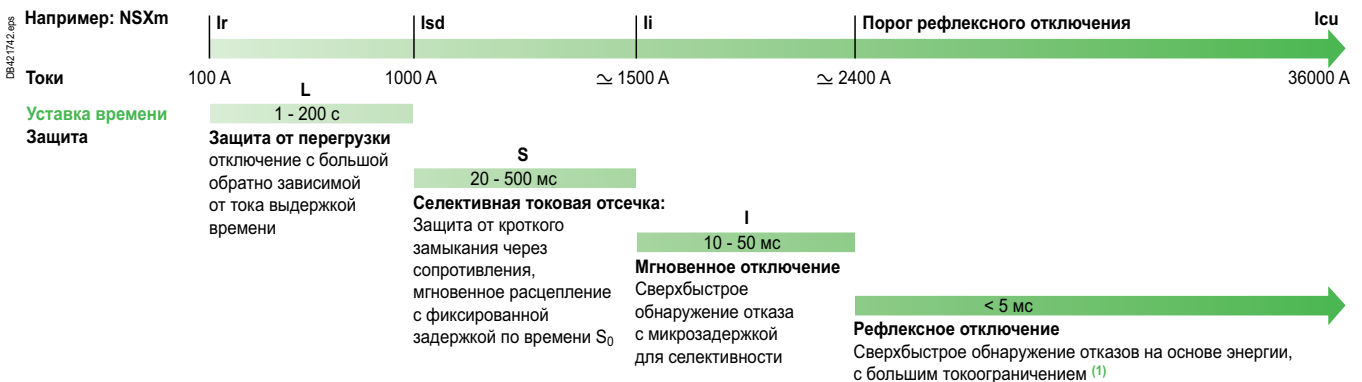 DB421742.eps
Например: NSXm
Ir
Isd
Ii
Порог рефлексного отключения
Icu
Токи
100 A
1000 A
≃ 1500 A
≃ 2400 A
36000 A
Уставка времени
Защита
L
1 - 200 с
Защита от перегрузки
отключение с большой
обратно зависимой
от тока выдержкой
времени
S
20 - 500 мс
Селективная токовая отсечка:
Защита от кроткого
замыкания через
сопротивления,
мгновенное расцепление
с фиксированной
задержкой по времени S₀
I
10 - 50 мс
Мгновенное отключение
Сверхбыстрое
обнаружение отказа
с микрозадержкой
для селективности
< 5 мс
Рефлексное отключение
Сверхбыстрое обнаружение отказов на основе энергии,
с большим токоограничением (1)